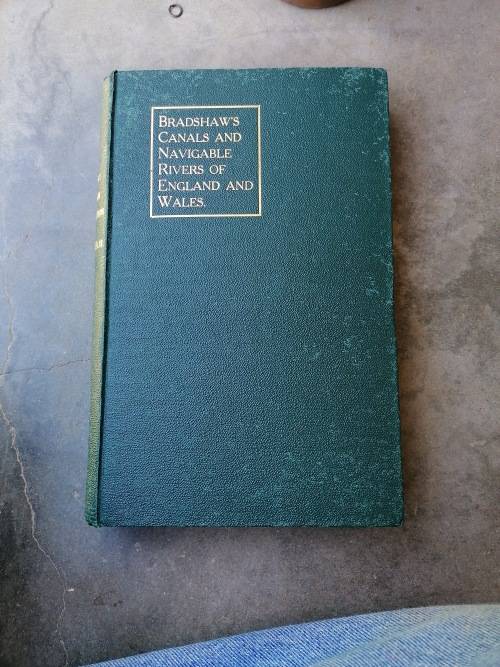 BRADSHAW'S
CANALS AND
NAVIGABLE
RIVERS OF
ENGLAND AND
WALES.